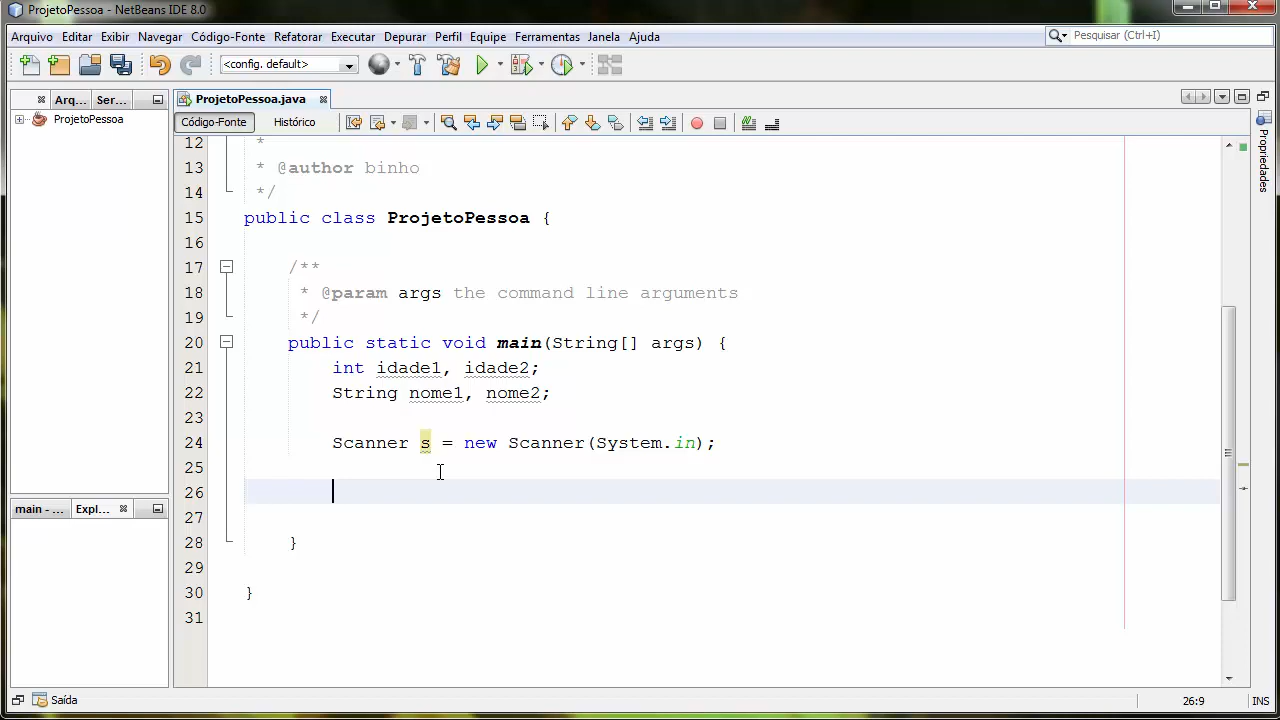 ProjetoPessoa - NetBeans IDE 8.0
Arquivo Editar Exibir Navegar Código-Fonte Refatorar Executar Depurar Perfil Equipe Ferramentas Janela Ajuda
Pesquisar (Ctrl+I)
<config. default>
Arq... Ser...
ProjetoPessoa.java
ProjetoPessoa
Código-Fonte Histórico
Propriedades
12 *
13 * @author binho
14 */
15 public class ProjetoPessoa {
16
17 /**
18 * @param args the command line arguments
19 */
20 public static void main(String[] args) {
21 int idade1, idade2;
22 String nome1, nome2;
23
24 Scanner s = new Scanner(System.in);
25
26
27
28 }
29
30 }
31
main - ... Expl...
Saída
26:9 INS